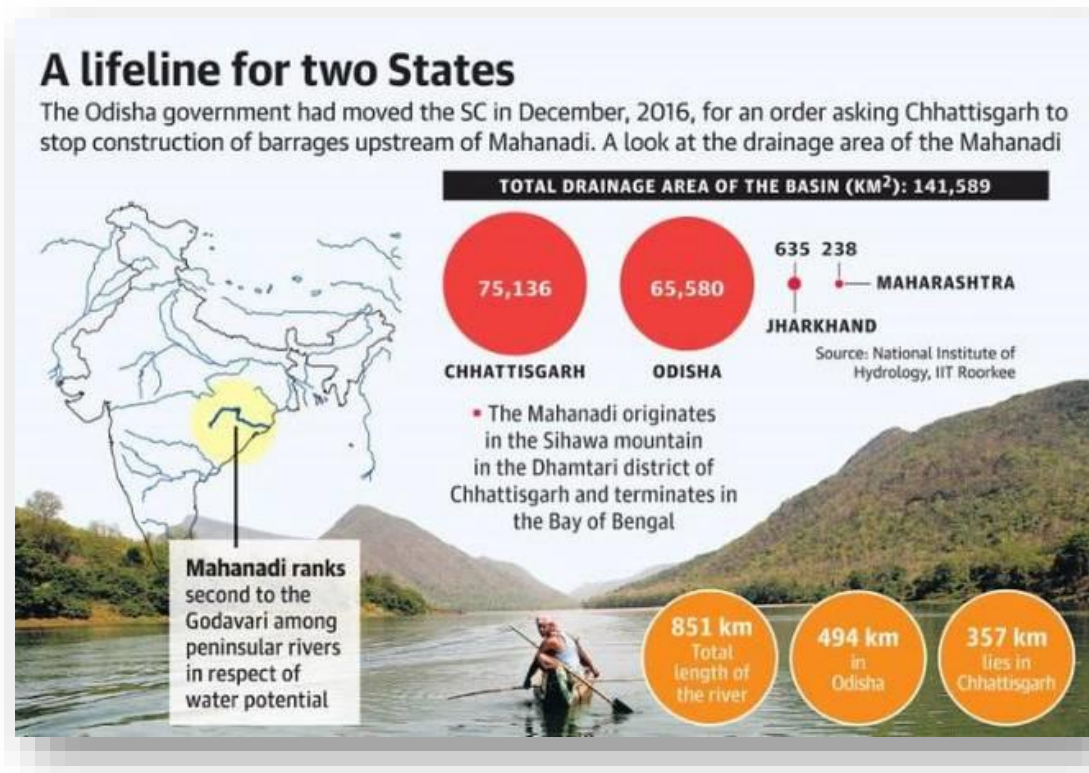 A lifeline for two States
The Odisha government had moved the SC in December, 2016, for an order asking Chhattisgarh to
stop construction of barrages upstream of Mahanadi. A look at the drainage area of the Mahanadi
TOTAL DRAINAGE AREA OF THE BASIN (KM²): 141,589
75,136
CHHATTISGARH
65,580
ODISHA
635
JHARKHAND
238
MAHARASHTRA
Source: National Institute of
Hydrology, IIT Roorkee
▪ The Mahanadi originates
in the Sihawa mountain
in the Dhamtari district of
Chhattisgarh and terminates in
the Bay of Bengal
Mahanadi ranks
second to the
Godavari among
peninsular rivers
in respect of
water potential
851 km
Total
length of
the river
494 km
in
Odisha
357 km
lies in
Chhattisgarh